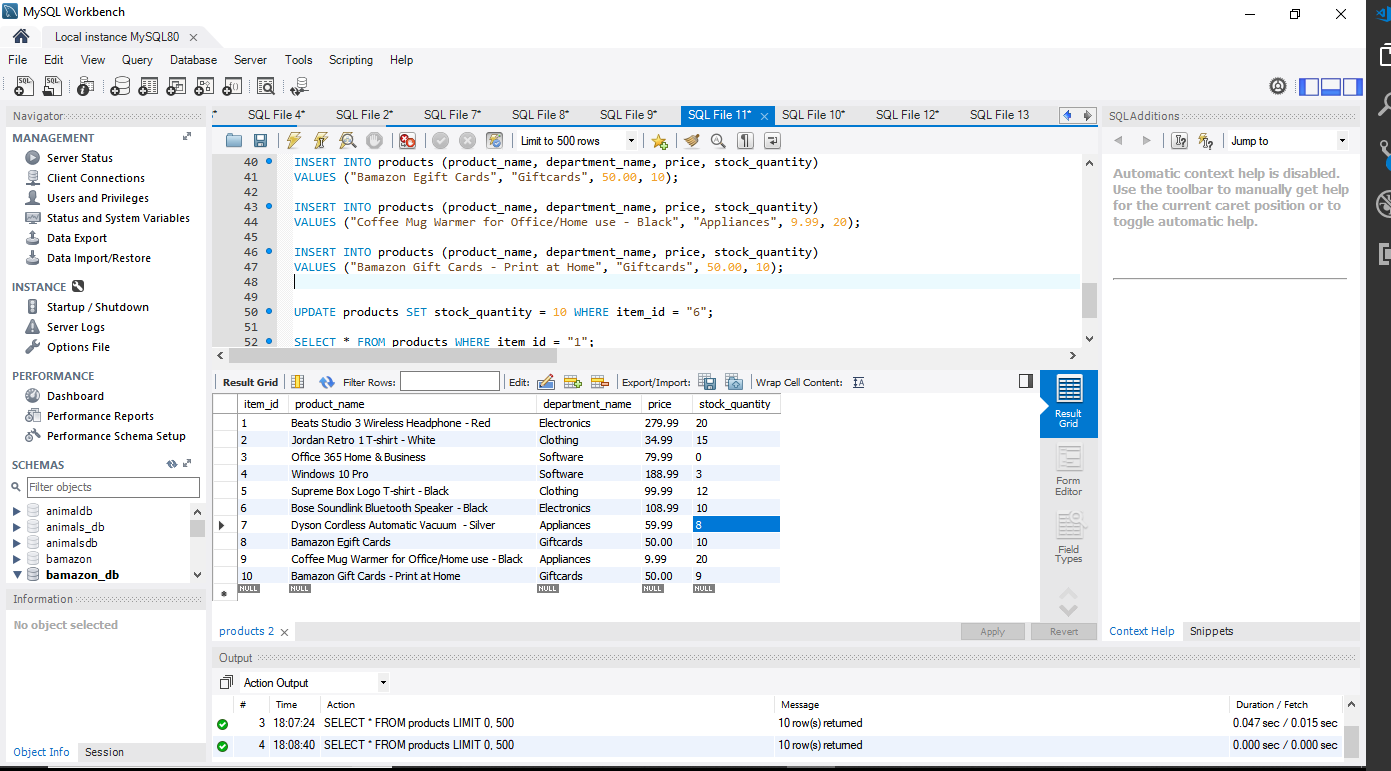 MySQL Workbench
Local instance MySQL80
File Edit View Query Database Server Tools Scripting Help
Navigator
MANAGEMENT
Server Status
Client Connections
Users and Privileges
Status and System Variables
Data Export
Data Import/Restore
INSTANCE
Startup / Shutdown
Server Logs
Options File
PERFORMANCE
Dashboard
Performance Reports
Performance Schema Setup
SCHEMAS
Filter objects
animaldb
animals_db
animalsdb
bamazon
bamazon_db
Information
No object selected
Object Info Session
SQL File 4* SQL File 2* SQL File 7* SQL File 8* SQL File 9* SQL File 11* SQL File 10* SQL File 12* SQL File 13
Limit to 500 rows
40 INSERT INTO products (product_name, department_name, price, stock_quantity)
41 VALUES ("Bamazon Egift Cards", "Giftcards", 50.00, 10);
42
43 INSERT INTO products (product_name, department_name, price, stock_quantity)
44 VALUES ("Coffee Mug Warmer for Office/Home use - Black", "Appliances", 9.99, 20);
45
46 INSERT INTO products (product_name, department_name, price, stock_quantity)
47 VALUES ("Bamazon Gift Cards - Print at Home", "Giftcards", 50.00, 10);
48
49
50 UPDATE products SET stock_quantity = 10 WHERE item_id = "6";
51
52 SELECT * FROM products WHERE item_id = "1";
Result Grid Filter Rows: Edit: Export/Import: Wrap Cell Content:
item_id product_name department_name price stock_quantity
1 Beats Studio 3 Wireless Headphone - Red Electronics 279.99 20
2 Jordan Retro 1 T-shirt - White Clothing 34.99 15
3 Office 365 Home & Business Software 79.99 0
4 Windows 10 Pro Software 188.99 3
5 Supreme Box Logo T-shirt - Black Clothing 99.99 12
6 Bose Soundlink Bluetooth Speaker - Black Electronics 108.99 10
7 Dyson Cordless Automatic Vacuum - Silver Appliances 59.99 8
8 Bamazon Egift Cards Giftcards 50.00 10
9 Coffee Mug Warmer for Office/Home use - Black Appliances 9.99 20
10 Bamazon Gift Cards - Print at Home Giftcards 50.00 9
NULL NULL NULL NULL NULL
Result
Grid
Form
Editor
Field
Types
products 2
Apply Revert
SQLAdditions
Jump to
Automatic context help is disabled.
Use the toolbar to manually get help
for the current caret position or to
toggle automatic help.
Context Help Snippets
Output
Action Output
# Time Action Message Duration / Fetch
3 18:07:24 SELECT * FROM products LIMIT 0, 500 10 row(s) returned 0.047 sec / 0.015 sec
4 18:08:40 SELECT * FROM products LIMIT 0, 500 10 row(s) returned 0.000 sec / 0.000 sec